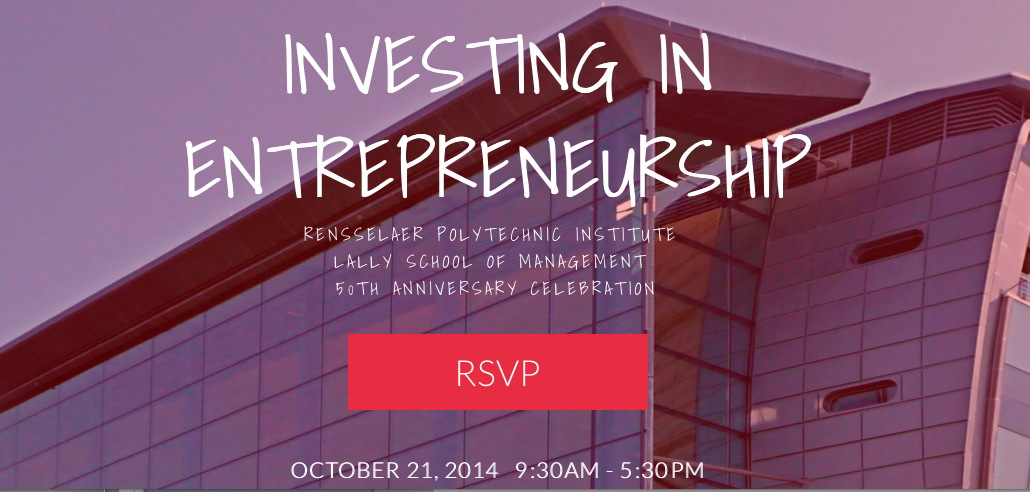 INVESTING IN
ENTREPRENEURSHIP
RENSSELAER POLYTECHNIC INSTITUTE
LALLY SCHOOL OF MANAGEMENT
50TH ANNIVERSARY CELEBRATION
RSVP
OCTOBER 21, 2014 9:30AM - 5:30PM